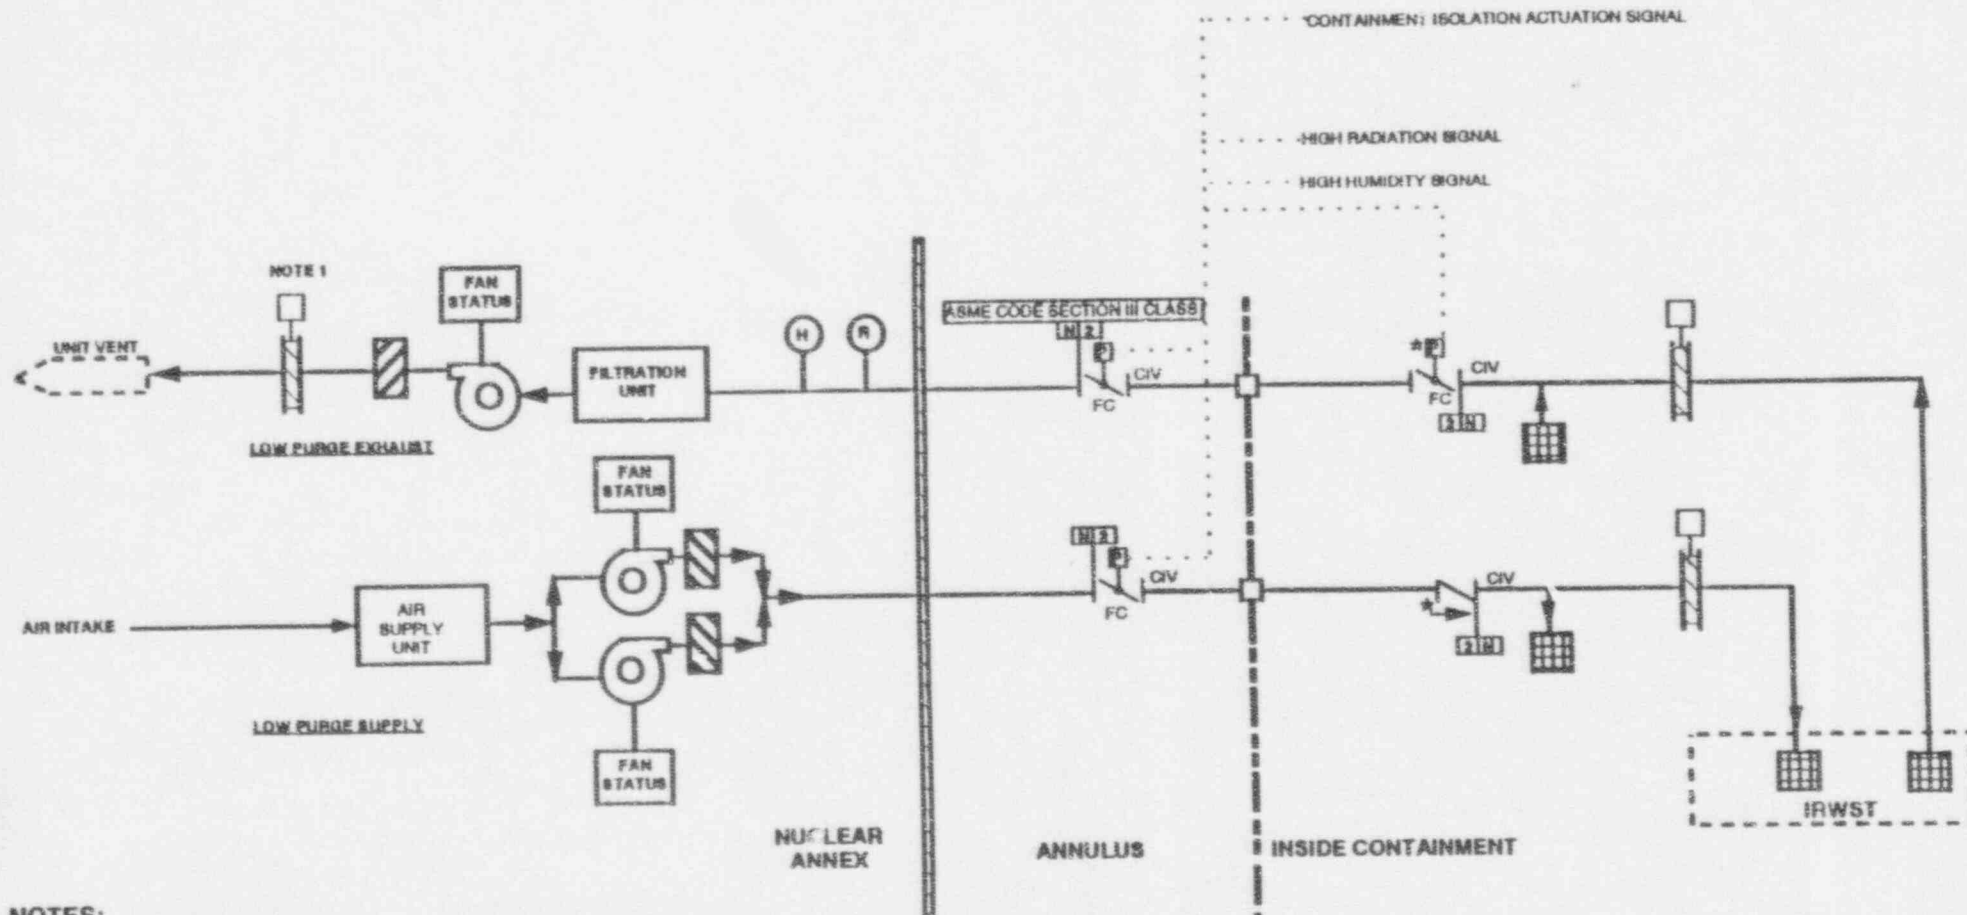 CONTAINMENT ISOLATION ACTUATION SIGNAL
HIGH RADIATION SIGNAL
HIGH HUMIDITY SIGNAL
NOTE 1
FAN
STATUS
ASME CODE SECTION III CLASS
N 2
P
*P
UNIT VENT
H
R
FILTRATION
UNIT
CIV
FC
CIV
FC
2 N
LOW PURGE EXHAUST
FAN
STATUS
N 2
P
CIV
FC
CIV
*
2 N
AIR INTAKE
AIR
SUPPLY
UNIT
LOW PURGE SUPPLY
FAN
STATUS
IRWST
NUCLEAR
ANNEX
ANNULUS
INSIDE CONTAINMENT
NOTES: